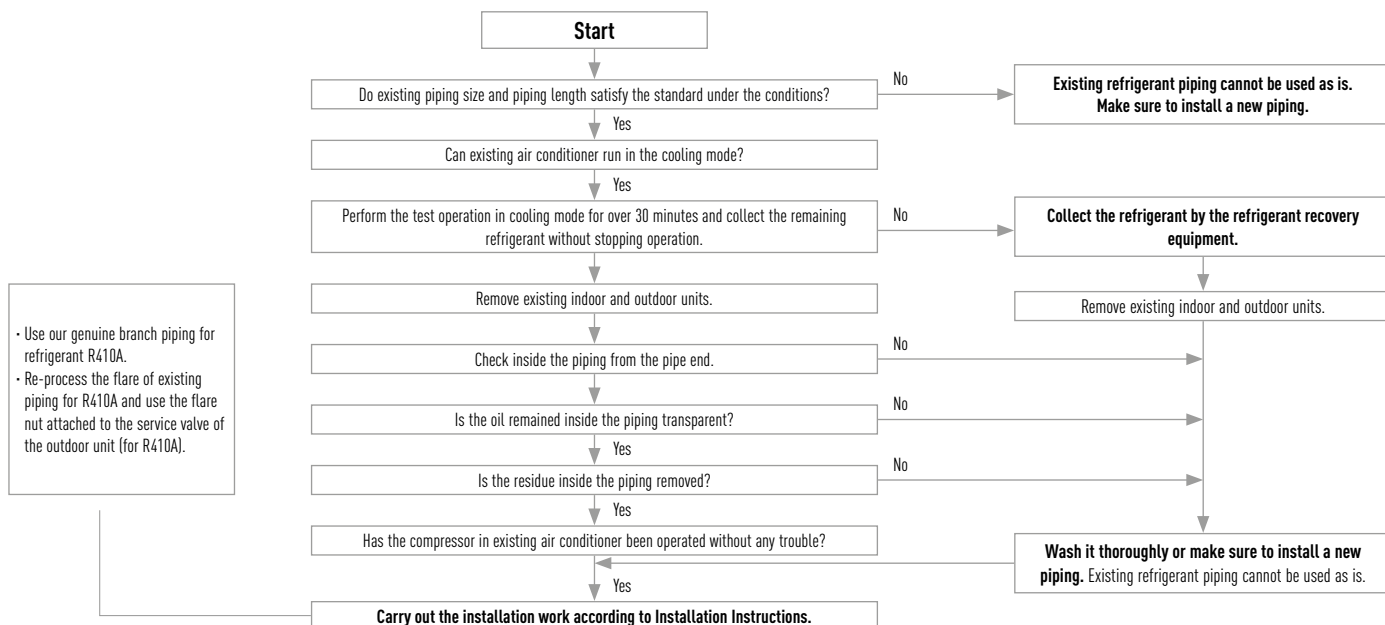 Start
Do existing piping size and piping length satisfy the standard under the conditions?
No
Existing refrigerant piping cannot be used as is.
Make sure to install a new piping.
Yes
Can existing air conditioner run in the cooling mode?
Yes
Perform the test operation in cooling mode for over 30 minutes and collect the remaining
refrigerant without stopping operation.
No
Collect the refrigerant by the refrigerant recovery
equipment.
Remove existing indoor and outdoor units.
Remove existing indoor and outdoor units.
• Use our genuine branch piping for
refrigerant R410A.
• Re-process the flare of existing
piping for R410A and use the flare
nut attached to the service valve of
the outdoor unit (for R410A).
Check inside the piping from the pipe end.
No
Is the oil remained inside the piping transparent?
No
Yes
Is the residue inside the piping removed?
No
Yes
Has the compressor in existing air conditioner been operated without any trouble?
Wash it thoroughly or make sure to install a new
piping. Existing refrigerant piping cannot be used as is.
Yes
Carry out the installation work according to Installation Instructions.